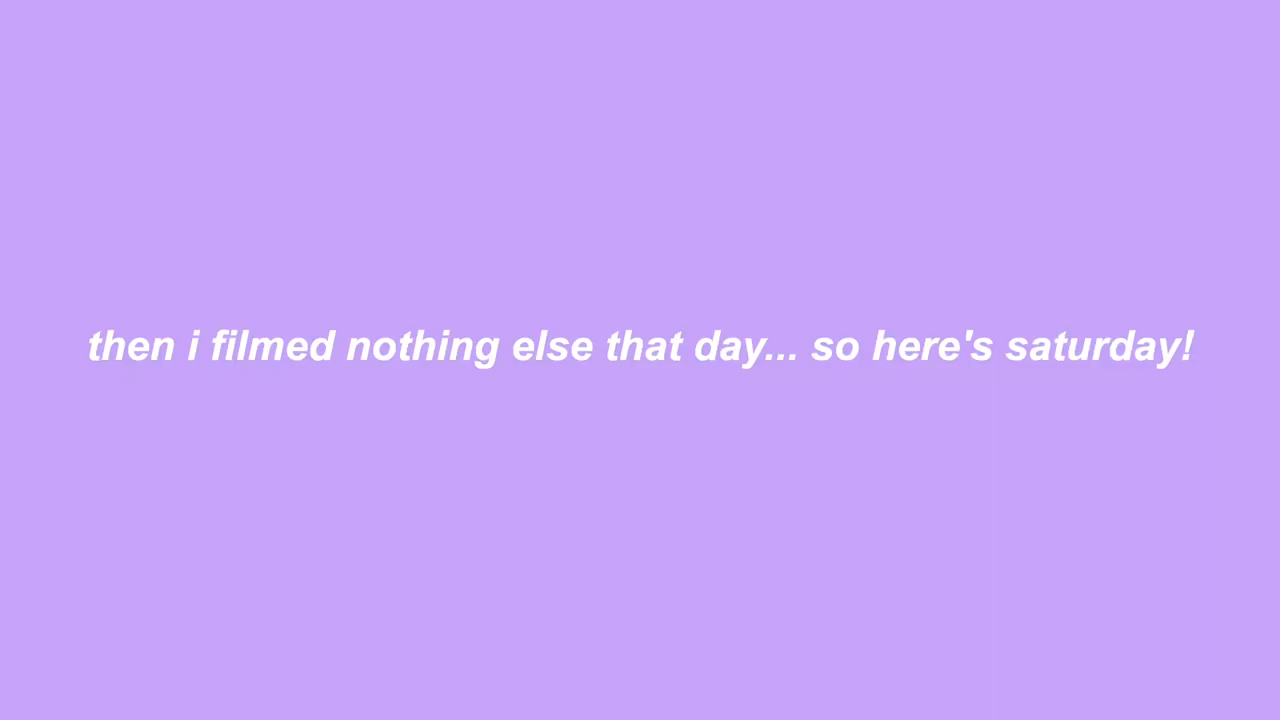 then i filmed nothing else that day... so here's saturday!